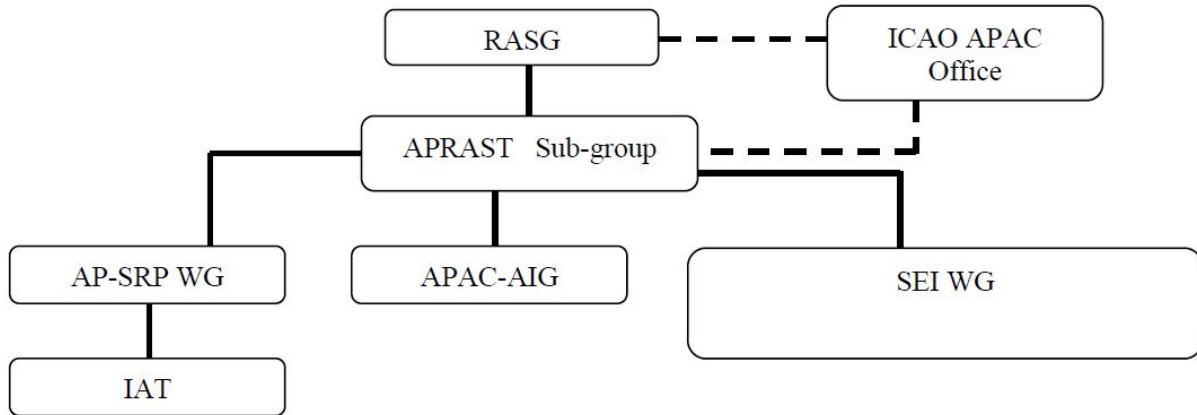 RASG
ICAO APAC
Office
APRAST Sub-group
AP-SRP WG
APAC-AIG
SEI WG
IAT